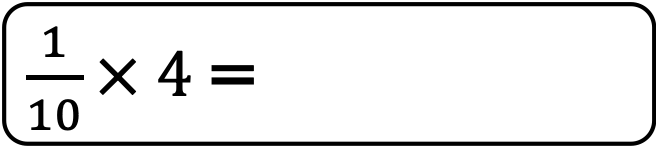 1/10 × 4 =